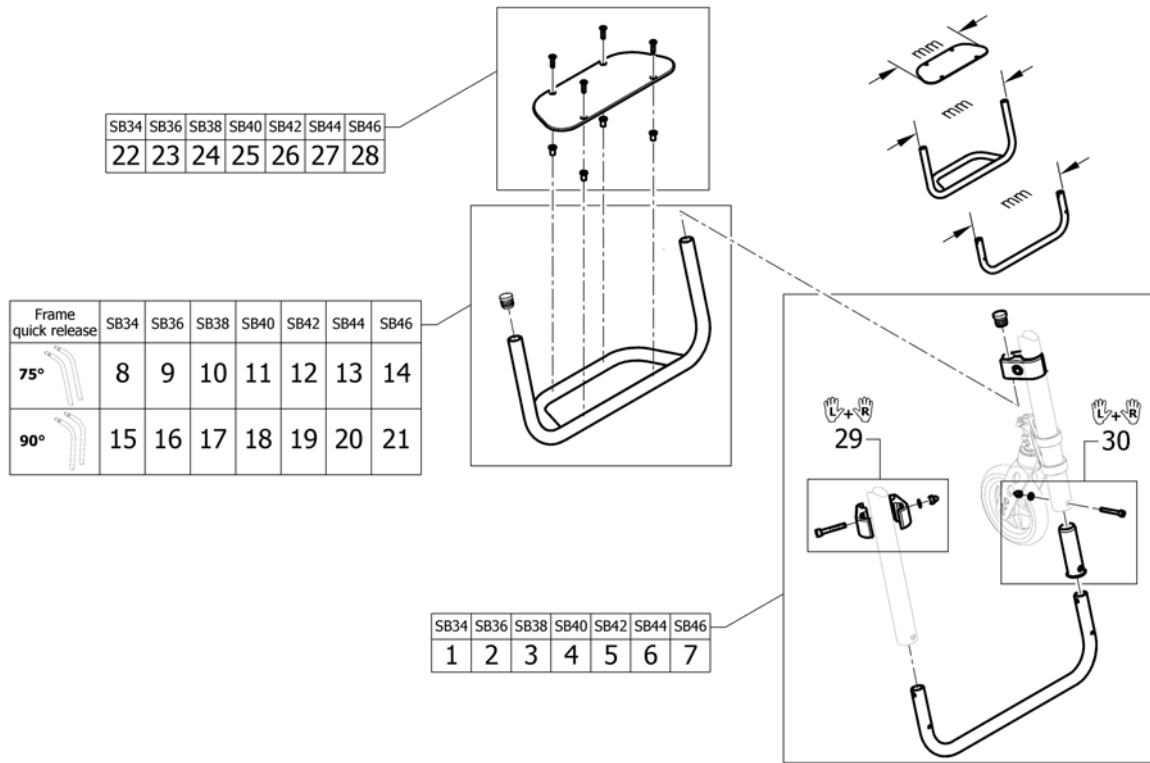 mm
mm
mm
SB34 SB36 SB38 SB40 SB42 SB44 SB46
22 23 24 25 26 27 28
Frame quick release SB34 SB36 SB38 SB40 SB42 SB44 SB46
75° 8 9 10 11 12 13 14
90° 15 16 17 18 19 20 21
L + R
29
L + R
30
SB34 SB36 SB38 SB40 SB42 SB44 SB46
1 2 3 4 5 6 7